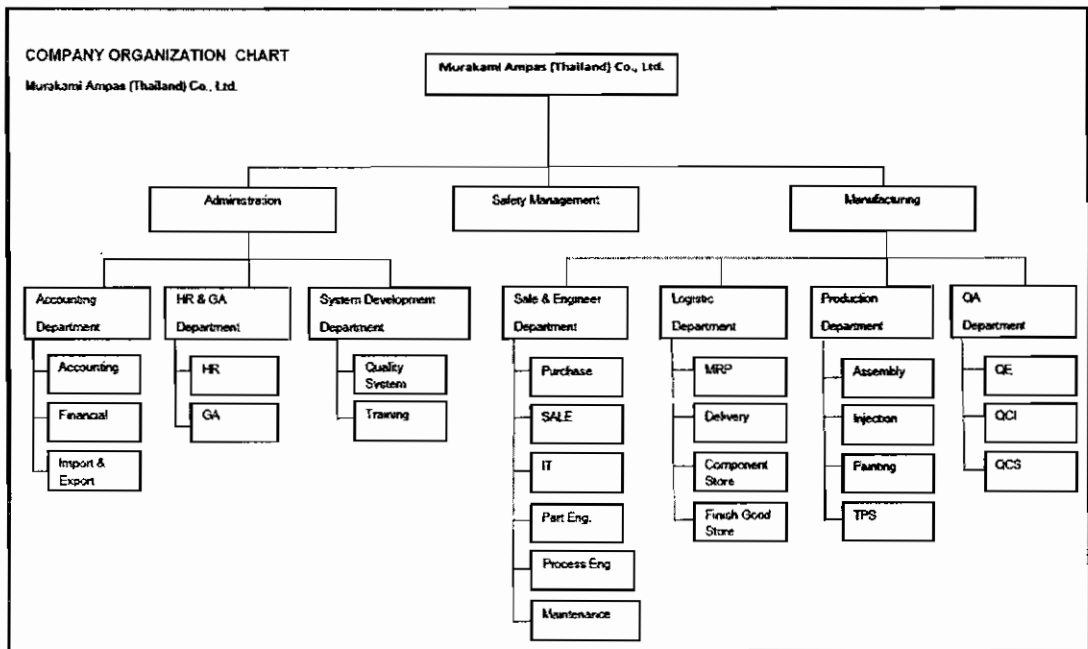 COMPANY ORGANIZATION CHART
Murakami Ampas (Thailand) Co., Ltd.
Murakami Ampas (Thailand) Co., Ltd.
Administration
Safety Management
Manufacturing
Accounting
Department
HR & GA
Department
System Development
Department
Sale & Engineer
Department
Logistic
Department
Production
Department
QA
Department
Accounting
Financial
Import &
Export
HR
GA
Quality
System
Training
Purchase
SALE
IT
Part Eng.
Process Eng
Maintenance
MRP
Delivery
Component
Store
Finish Good
Store
Assembly
Injection
Painting
TPS
QE
QCI
QCS